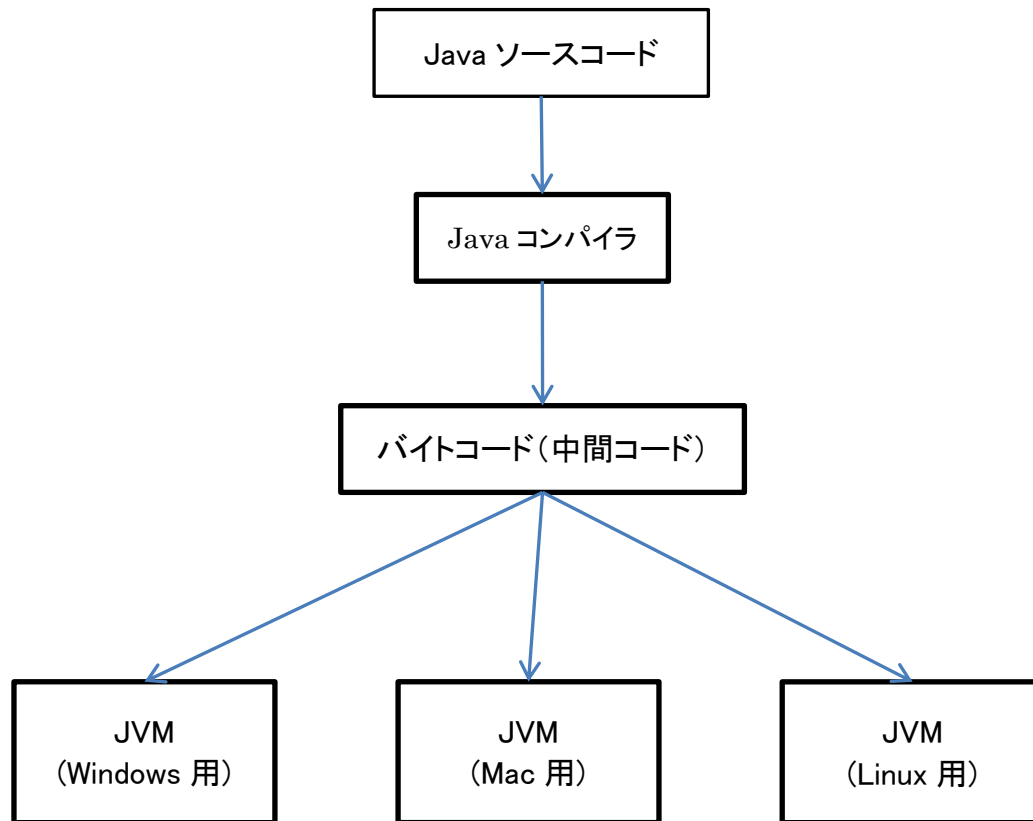 Java ソースコード
Java コンパイラ
バイトコード（中間コード）
JVM
（Windows 用）
JVM
（Mac 用）
JVM
（Linux 用）